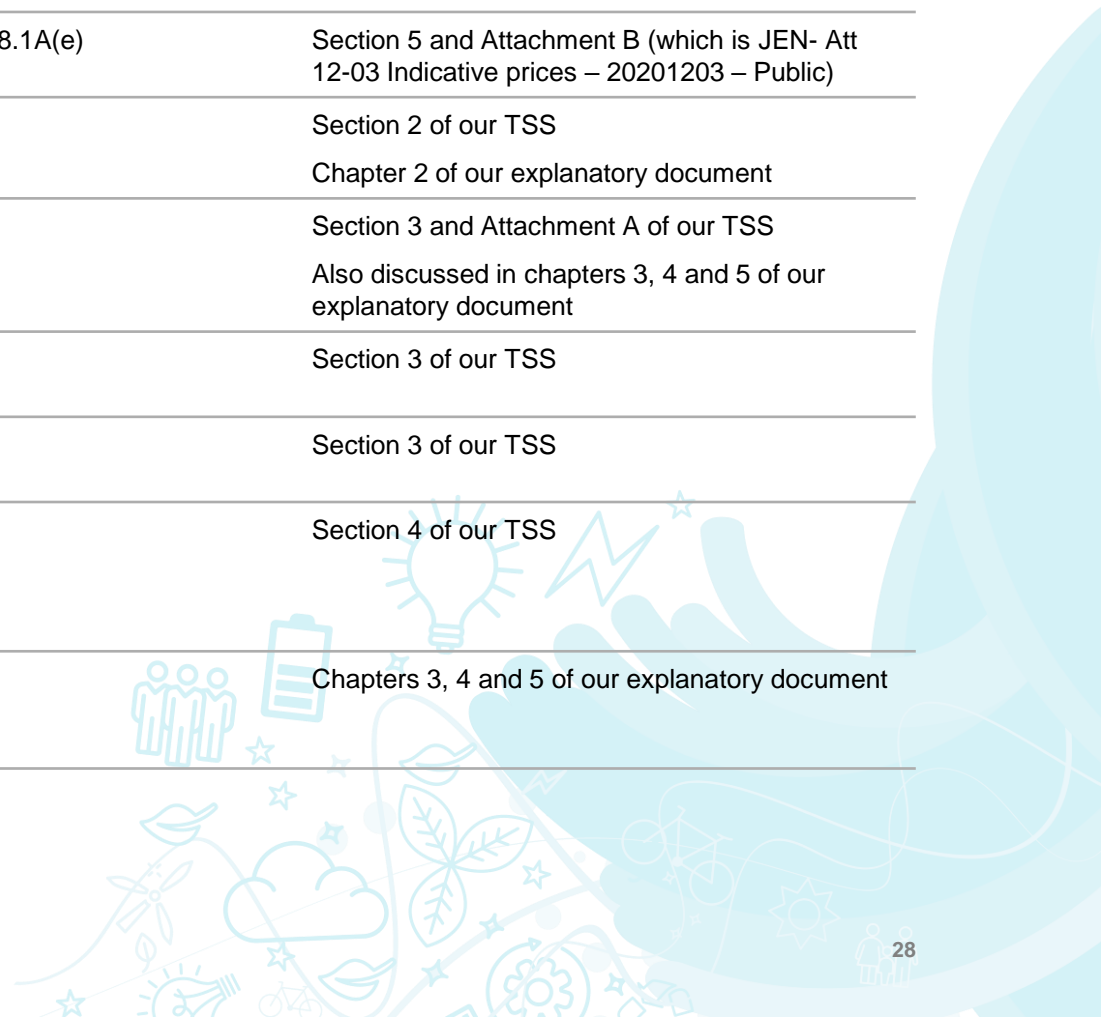 8.1A(e)
Section 5 and Attachment B (which is JEN- Att
12-03 Indicative prices – 20201203 – Public)
Section 2 of our TSS
Chapter 2 of our explanatory document
Section 3 and Attachment A of our TSS
Also discussed in chapters 3, 4 and 5 of our
explanatory document
Section 3 of our TSS
Section 3 of our TSS
Section 4 of our TSS
Chapters 3, 4 and 5 of our explanatory document
28